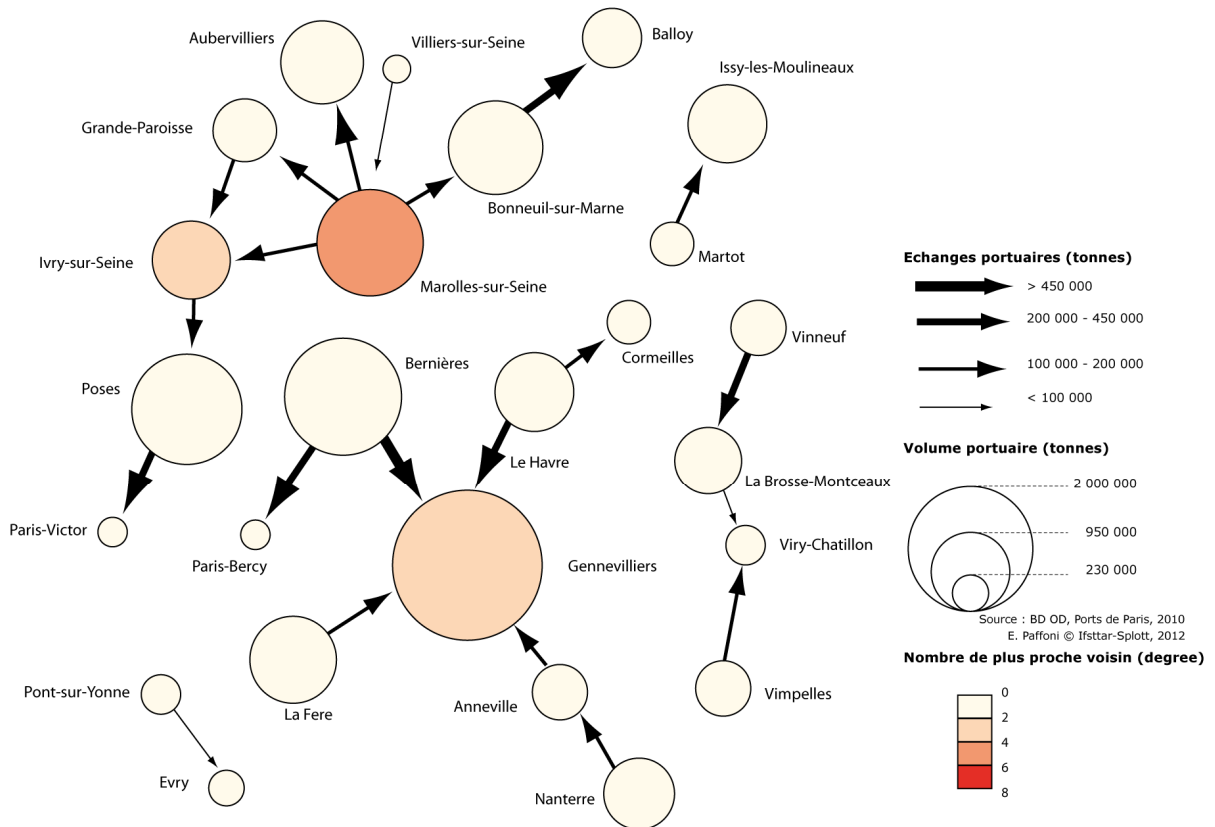 Aubervilliers
Villiers-sur-Seine
Balloy
Issy-les-Moulineaux
Grande-Paroisse
Bonneuil-sur-Marne
Ivry-sur-Seine
Martot
Marolles-sur-Seine
Cormeilles
Vinneuf
Bernières
Poses
Le Havre
La Brosse-Montceaux
Paris-Victor
Paris-Bercy
Gennevilliers
Viry-Chatillon
Pont-sur-Yonne
La Fere
Anneville
Vimpelles
Evry
Nanterre
Echanges portuaires (tonnes)
> 450 000
200 000 - 450 000
100 000 - 200 000
< 100 000
Volume portuaire (tonnes)
2 000 000
950 000
230 000
Source : BD OD, Ports de Paris, 2010
E. Paffoni © Ifsttar-Splott, 2012
Nombre de plus proche voisin (degree)
0
2
4
6
8